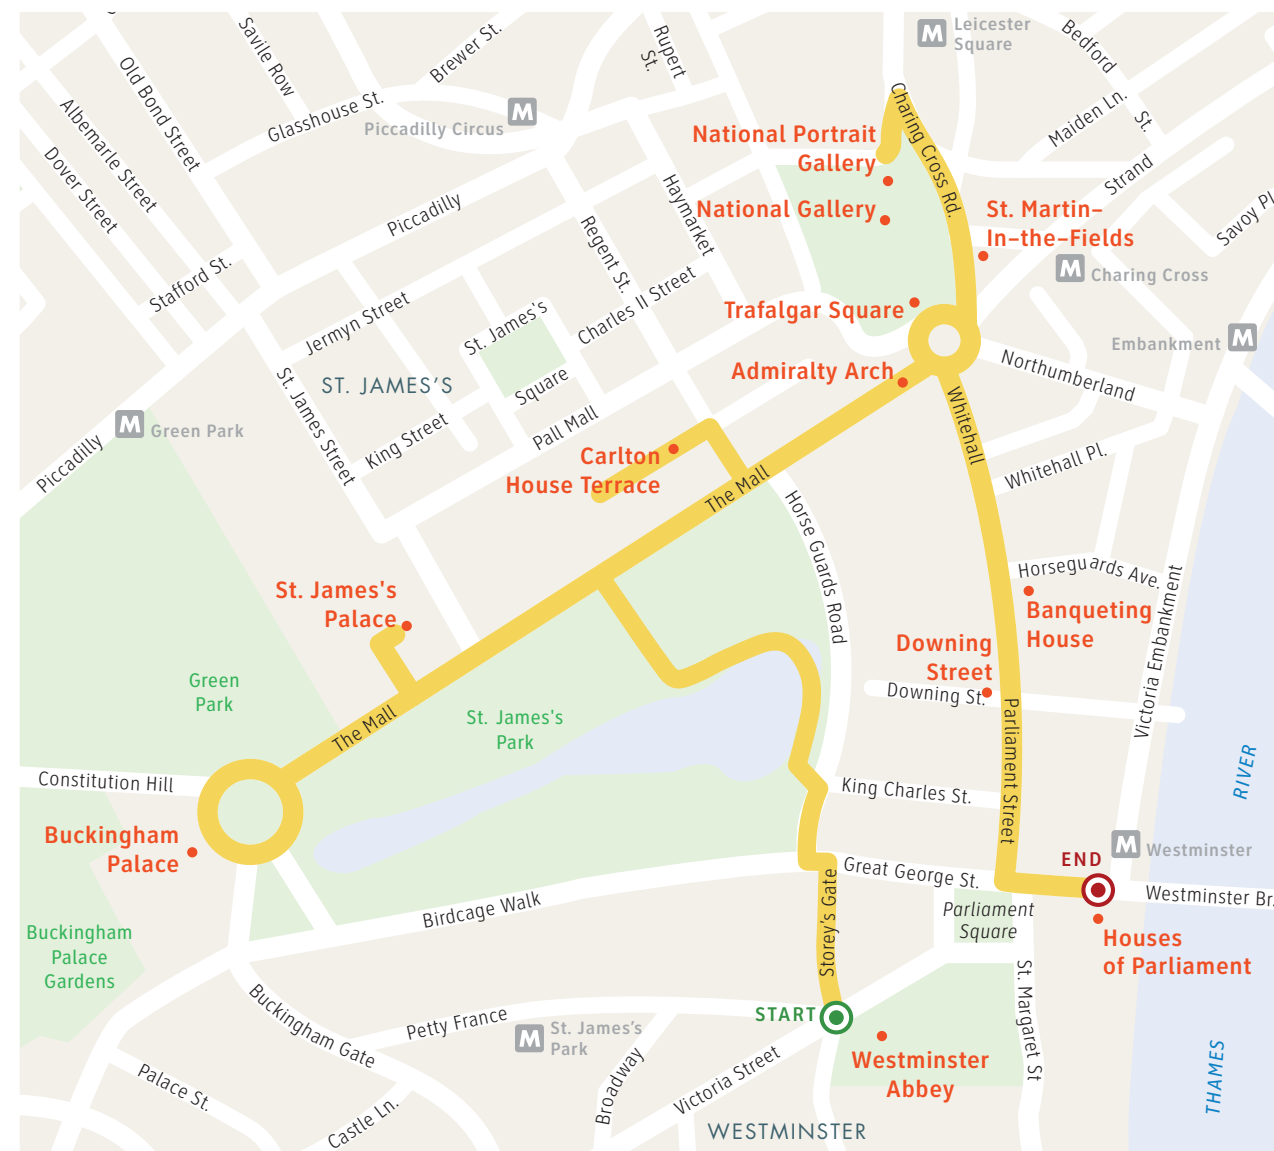 Leicester
Square
Bedford
St.
Savile Row
Brewer St.
Rupert
St.
Old Bond Street
Glasshouse St.
Piccadilly Circus
Albemarle Street
Dover Street
Charing Cross Rd.
Maiden Ln.
National Portrait
Gallery
Strand
Piccadilly
Haymarket
National Gallery
St. Martin–
In–the–Fields
Savoy Pl
Stafford St.
Regent St.
Charles II Street
Charing Cross
Jermyn Street
St. James's
Square
Trafalgar Square
Embankment
Admiralty Arch
Northumberland
St. James Street
ST. JAMES'S
Pall Mall
King Street
Whitehall
Green Park
Piccadilly
Carlton
House Terrace
The Mall
Whitehall Pl.
Horse Guards Road
Horseguards Ave.
St. James's
Palace
Banqueting
House
Victoria Embankment
Downing
Street
Downing St.
Green
Park
St. James's
Park
The Mall
Parliament Street
Constitution Hill
King Charles St.
RIVER
Buckingham
Palace
Westminster
END
Great George St.
Westminster Br.
Birdcage Walk
Storey's Gate
Parliament
Square
Houses
of Parliament
Buckingham
Palace
Gardens
St. Margaret St
START
Buckingham Gate
Petty France
St. James's
Park
Westminster
Abbey
THAMES
Palace St.
Castle Ln.
Broadway
Victoria Street
WESTMINSTER
M
M
M
M
M
M
M